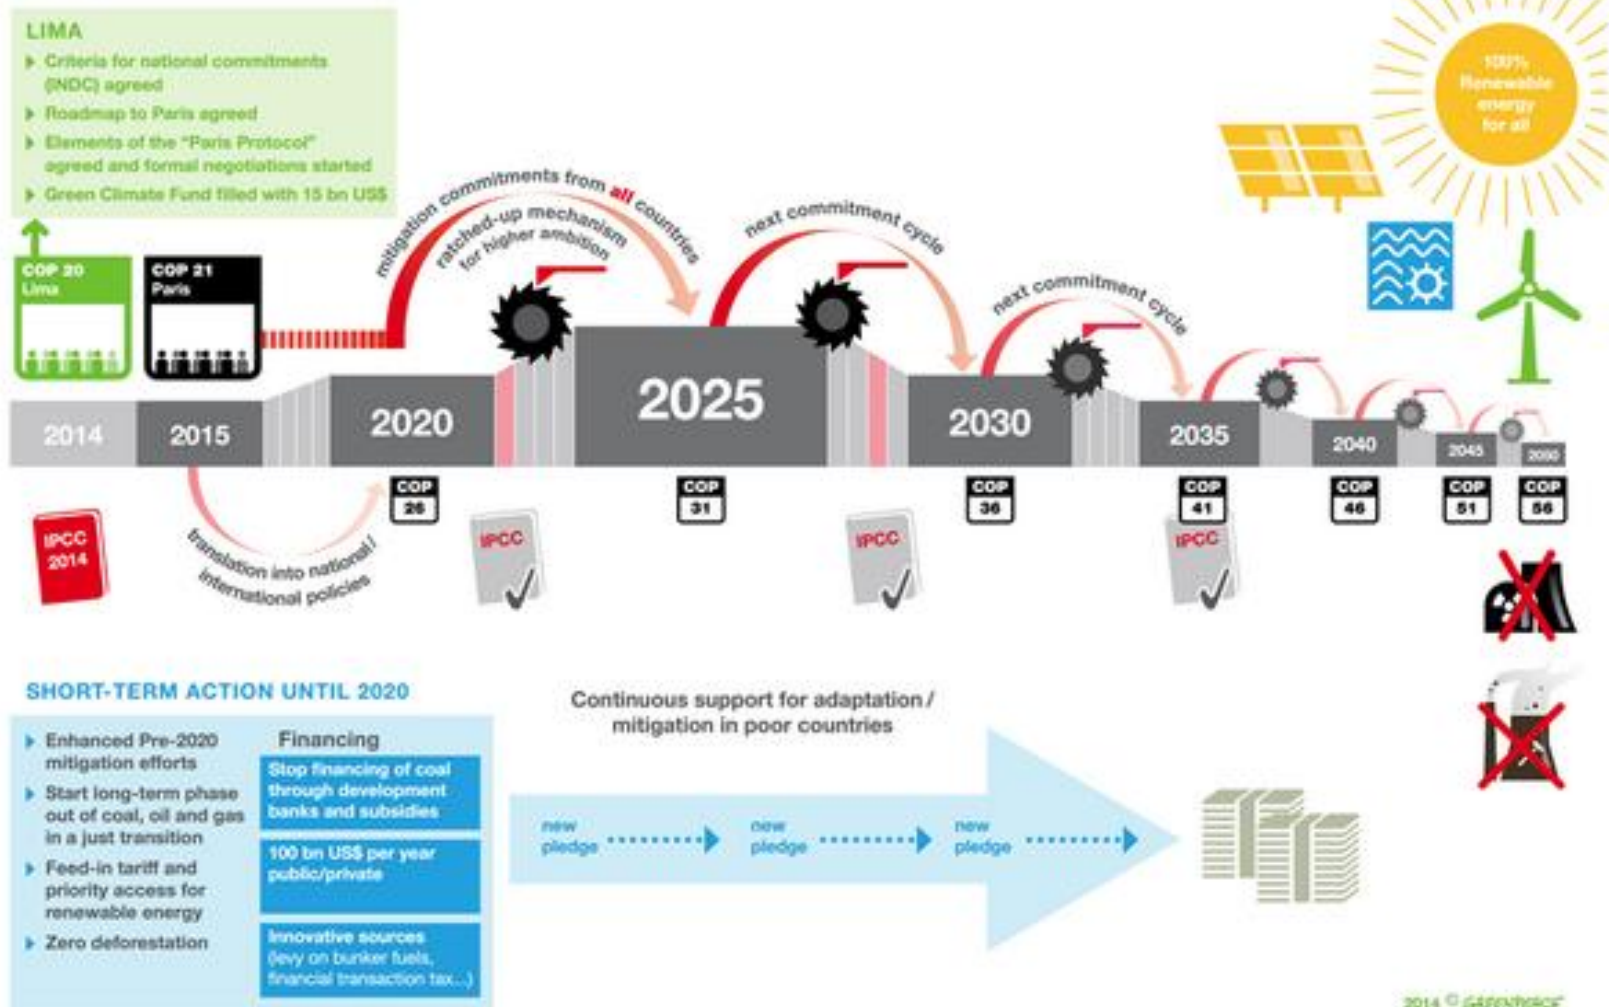 LIMA
Criteria for national commitments
(INDC) agreed
Roadmap to Paris agreed
Elements of the "Paris Protocol"
agreed and formal negotiations started
Green Climate Fund filled with 15 bn US$
COP 20
Lima
COP 21
Paris
mitigation commitments from all countries
ratched-up mechanism
for higher ambition
next commitment cycle
next commitment cycle
100%
Renewable
energy
for all
2014
2015
2020
2025
2030
2035
2040
2045
2050
COP
26
COP
31
COP
36
COP
41
COP
46
COP
51
COP
56
IPCC
2014
translation into national /
international policies
IPCC
IPCC
IPCC
SHORT-TERM ACTION UNTIL 2020
Enhanced Pre-2020
mitigation efforts
Start long-term phase
out of coal, oil and gas
in a just transition
Feed-in tariff and
priority access for
renewable energy
Zero deforestation
Financing
Stop financing of coal
through development
banks and subsidies
100 bn US$ per year
public/private
Innovative sources
(levy on bunker fuels,
financial transaction tax...)
Continuous support for adaptation /
mitigation in poor countries
new
pledge
new
pledge
new
pledge
2014 © GREENPEACE